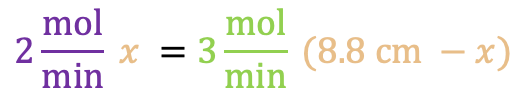 2 mol/min x = 3 mol/min (8.8 cm − x)